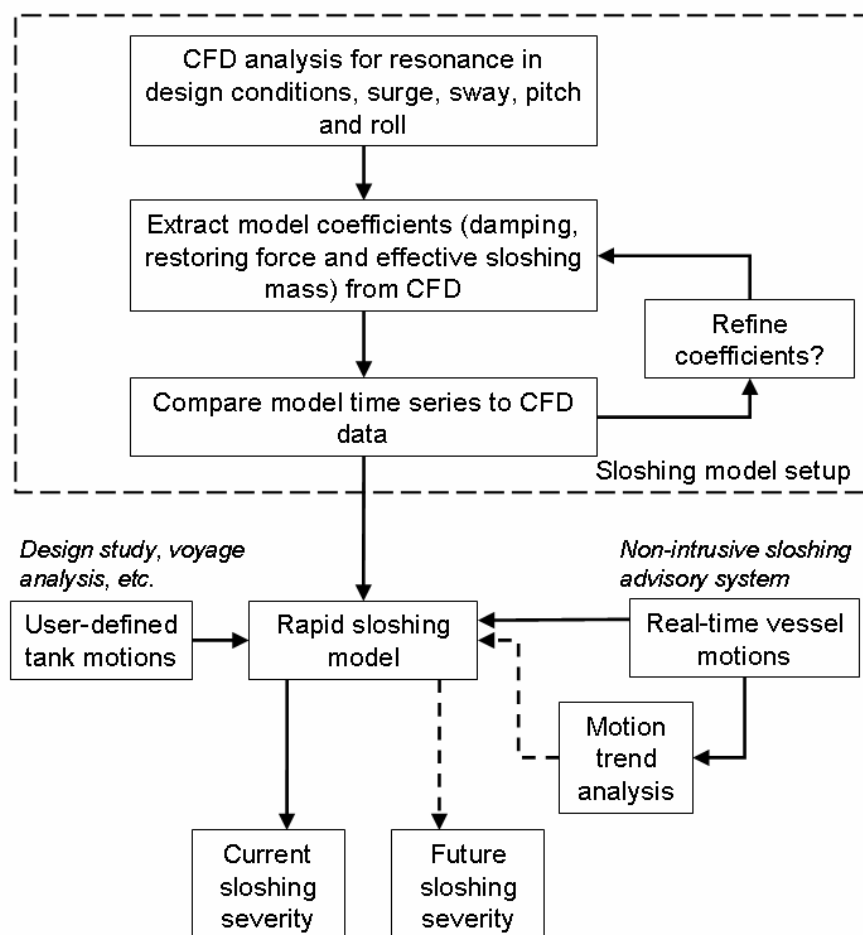 CFD analysis for resonance in
design conditions, surge, sway, pitch
and roll
Extract model coefficients (damping,
restoring force and effective sloshing
mass) from CFD
Refine
coefficients?
Compare model time series to CFD
data
Sloshing model setup
Design study, voyage
analysis, etc.
Non-intrusive sloshing
advisory system
User-defined
tank motions
Rapid sloshing
model
Real-time vessel
motions
Motion
trend
analysis
Current
sloshing
severity
Future
sloshing
severity